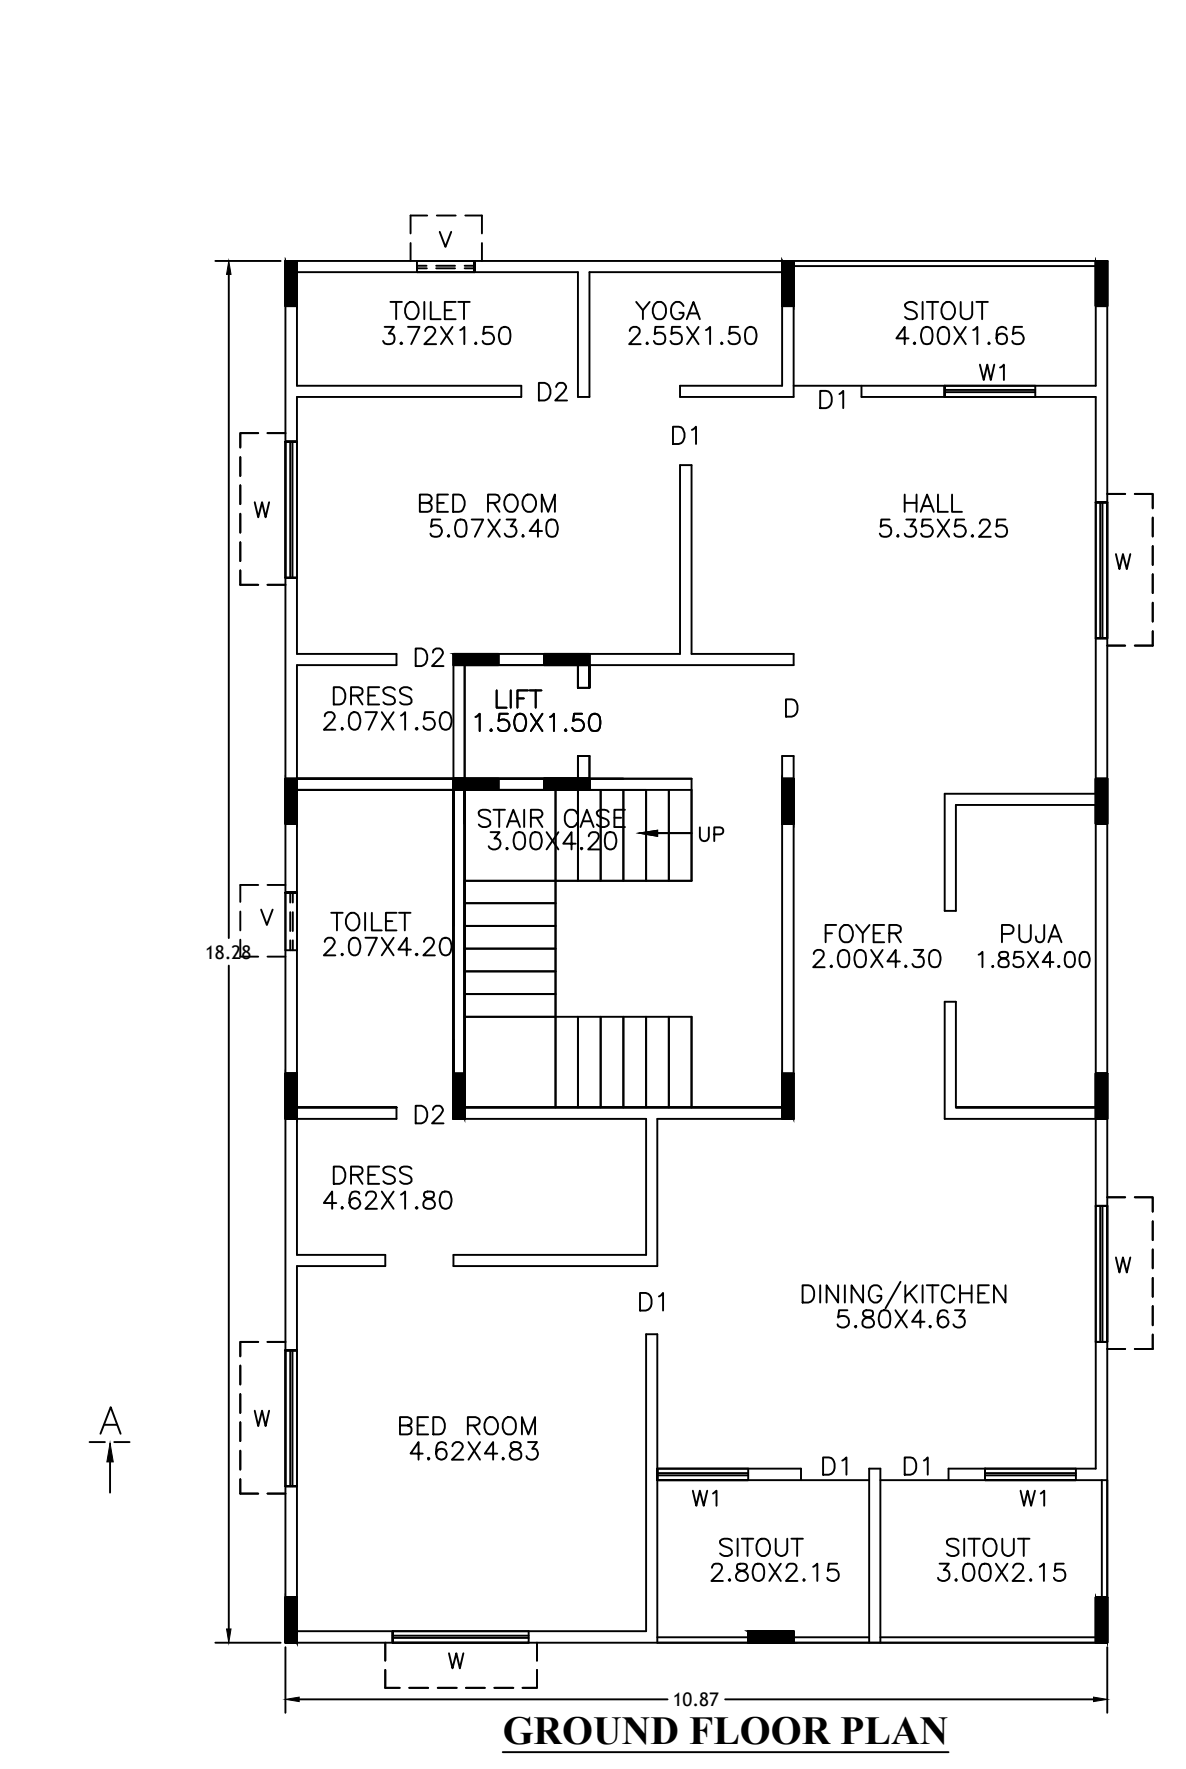 V
TOILET
3.72X1.50
YOGA
2.55X1.50
SITOUT
4.00X1.65
W1
D2
D1
D1
W
BED ROOM
5.07X3.40
HALL
5.35X5.25
W
D2
DRESS
2.07X1.50
LIFT
1.50X1.50
D
STAIR CASE
3.00X4.20
UP
V
TOILET
2.07X4.20
18.28
FOYER
2.00X4.30
PUJA
1.85X4.00
D2
DRESS
4.62X1.80
W
D1
DINING/KITCHEN
5.80X4.63
A
W
BED ROOM
4.62X4.83
D1
D1
W1
W1
SITOUT
2.80X2.15
SITOUT
3.00X2.15
W
10.87
GROUND FLOOR PLAN